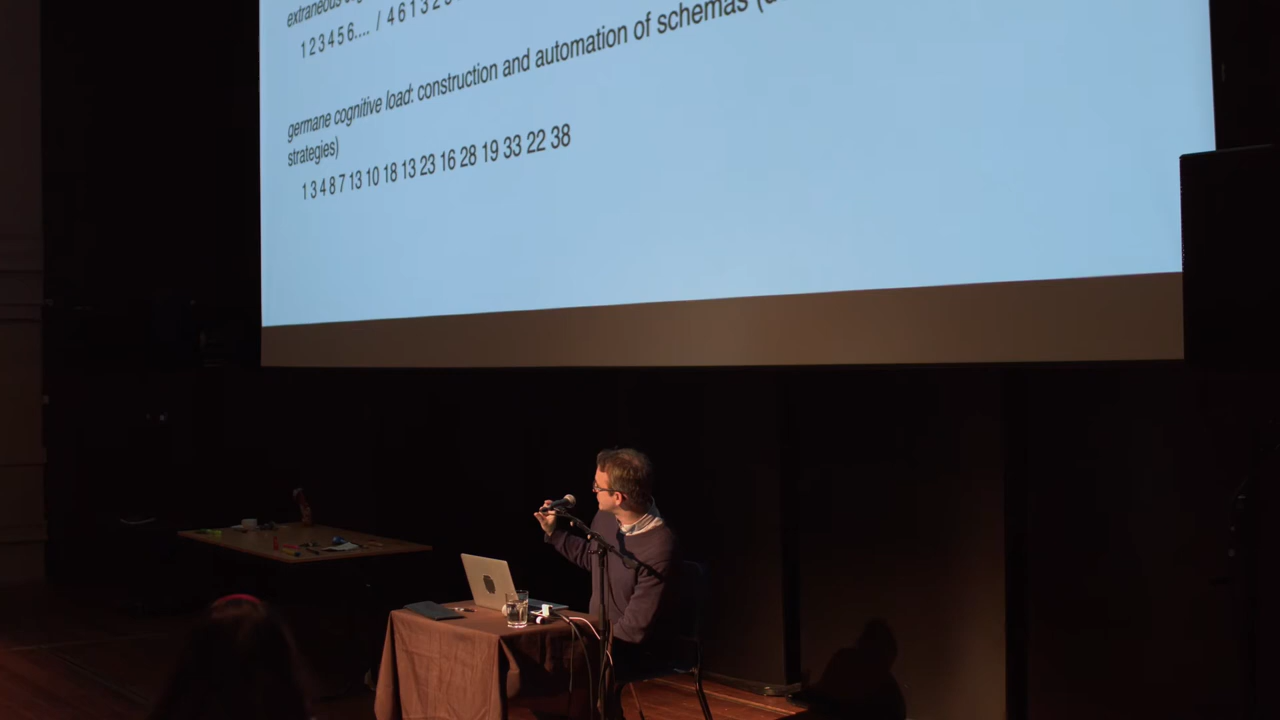 extraneous
1 2 3 4 5 6.... / 4 6 1 3 2
germane cognitive load: construction and automation of schemas
strategies)
1 3 4 8 7 13 10 18 13 23 16 28 19 33 22 38